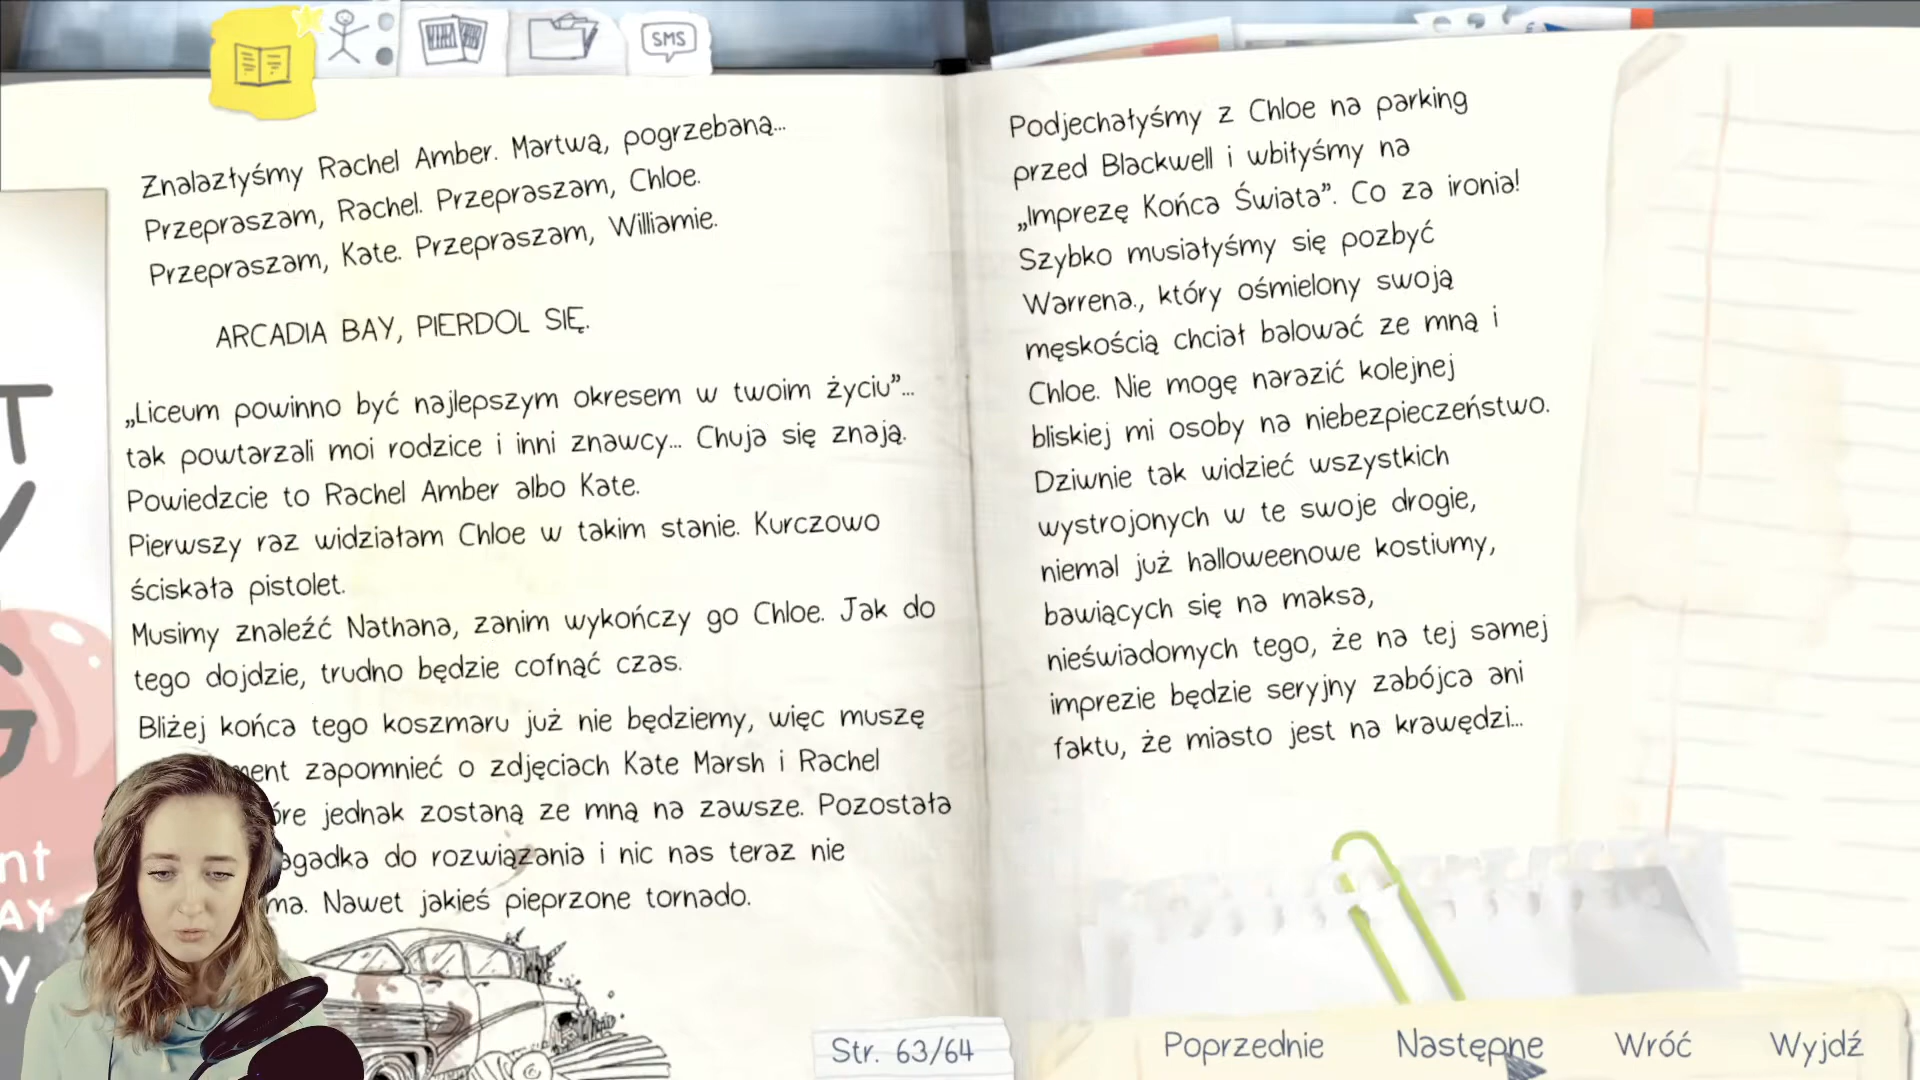 SMS
Znalazłyśmy Rachel Amber. Martwą, pogrzebaną...
Przepraszam, Rachel. Przepraszam, Chloe.
Przepraszam, Kate. Przepraszam, Williamie.
ARCADIA BAY, PIERDOL SIĘ.
„Liceum powinno być najlepszym okresem w twoim życiu”...
tak powtarzali moi rodzice i inni znawcy... Chuja się znają.
Powiedzcie to Rachel Amber albo Kate.
Pierwszy raz widziałam Chloe w takim stanie. Kurczowo
ściskała pistolet.
Musimy znaleźć Nathana, zanim wykończy go Chloe. Jak do
tego dojdzie, trudno będzie cofnąć czas.
Bliżej końca tego koszmaru już nie będziemy, więc muszę
zapomnieć o zdjęciach Kate Marsh i Rachel
jednak zostaną ze mną na zawsze. Pozostała
do rozwiązania i nic nas teraz nie
Nawet jakieś pieprzone tornado.
Podjechałyśmy z Chloe na parking
przed Blackwell i wbiłyśmy na
„Imprezę Końca Świata”. Co za ironia!
Szybko musiałyśmy się pozbyć
Warrena., który ośmielony swoją
męskością chciał balować ze mną i
Chloe. Nie mogę narazić kolejnej
bliskiej mi osoby na niebezpieczeństwo.
Dziwnie tak widzieć wszystkich
wystrojonych w te swoje drogie,
niemal już halloweenowe kostiumy,
bawiących się na maksa,
nieświadomych tego, że na tej samej
imprezie będzie seryjny zabójca ani
faktu, że miasto jest na krawędzi...
Str. 63/64
Poprzednie
Następne
Wróć
Wyjdź